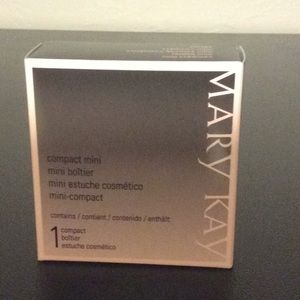 MARY KAY
compact mini
mini boîtier
mini estuche cosmético
mini-compact
contains / contient / contenido / enthält:
1 compact
boîtier
estuche cosmético